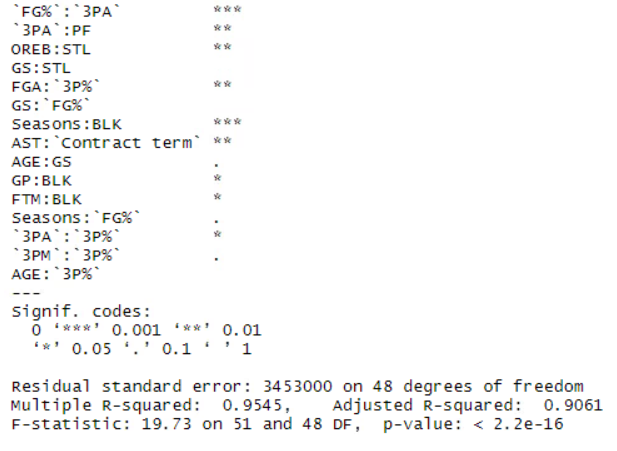 `FG%`:`3PA` ***
`3PA`:PF **
OREB:STL **
GS:STL
FGA:`3P%` **
GS:`FG%`
Seasons:BLK ***
AST:`Contract term` **
AGE:GS .
GP:BLK *
FTM:BLK *
Seasons:`FG%` .
`3PA`:`3P%` *
`3PM`:`3P%` .
AGE:`3P%`
---
Signif. codes:
0 ‘***’ 0.001 ‘**’ 0.01
‘*’ 0.05 ‘.’ 0.1 ‘ ’ 1
Residual standard error: 3453000 on 48 degrees of freedom
Multiple R-squared: 0.9545, Adjusted R-squared: 0.9061
F-statistic: 19.73 on 51 and 48 DF, p-value: < 2.2e-16